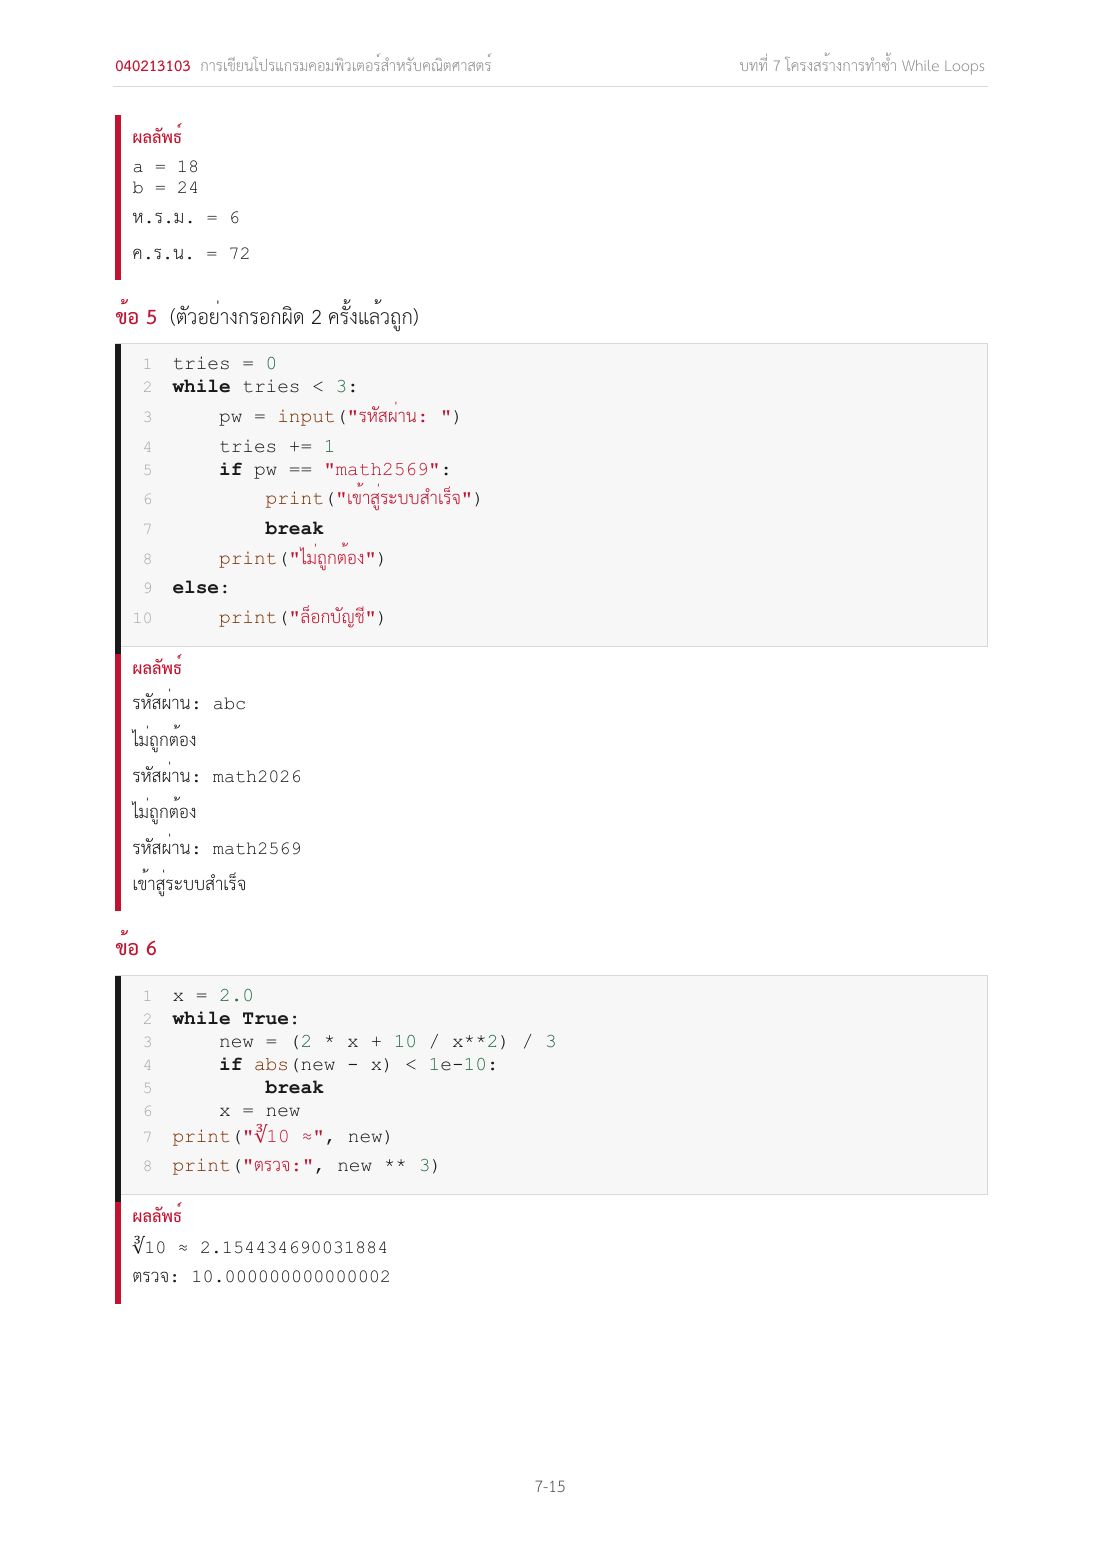 040213103 การเขียนโปรแกรมคอมพิวเตอร์สำหรับคณิตศาสตร์ บทที่ 7 โครงสร้างการทำซ้ำ While Loops
ผลลัพธ์
a = 18
b = 24
ห.ร.ม. = 6
ค.ร.น. = 72
ข้อ 5 (ตัวอย่างกรอกผิด 2 ครั้งแล้วถูก)
1 tries = 0
2 while tries < 3:
3     pw = input("รหัสผ่าน: ")
4     tries += 1
5     if pw == "math2569":
6         print("เข้าสู่ระบบสำเร็จ")
7         break
8     print("ไม่ถูกต้อง")
9 else:
10     print("ล็อกบัญชี")
ผลลัพธ์
รหัสผ่าน: abc
ไม่ถูกต้อง
รหัสผ่าน: math2026
ไม่ถูกต้อง
รหัสผ่าน: math2569
เข้าสู่ระบบสำเร็จ
ข้อ 6
1 x = 2.0
2 while True:
3     new = (2 * x + 10 / x**2) / 3
4     if abs(new - x) < 1e-10:
5         break
6     x = new
7 print("∛10 ≈", new)
8 print("ตรวจ:", new ** 3)
ผลลัพธ์
∛10 ≈ 2.154434690031884
ตรวจ: 10.000000000000002
7-15